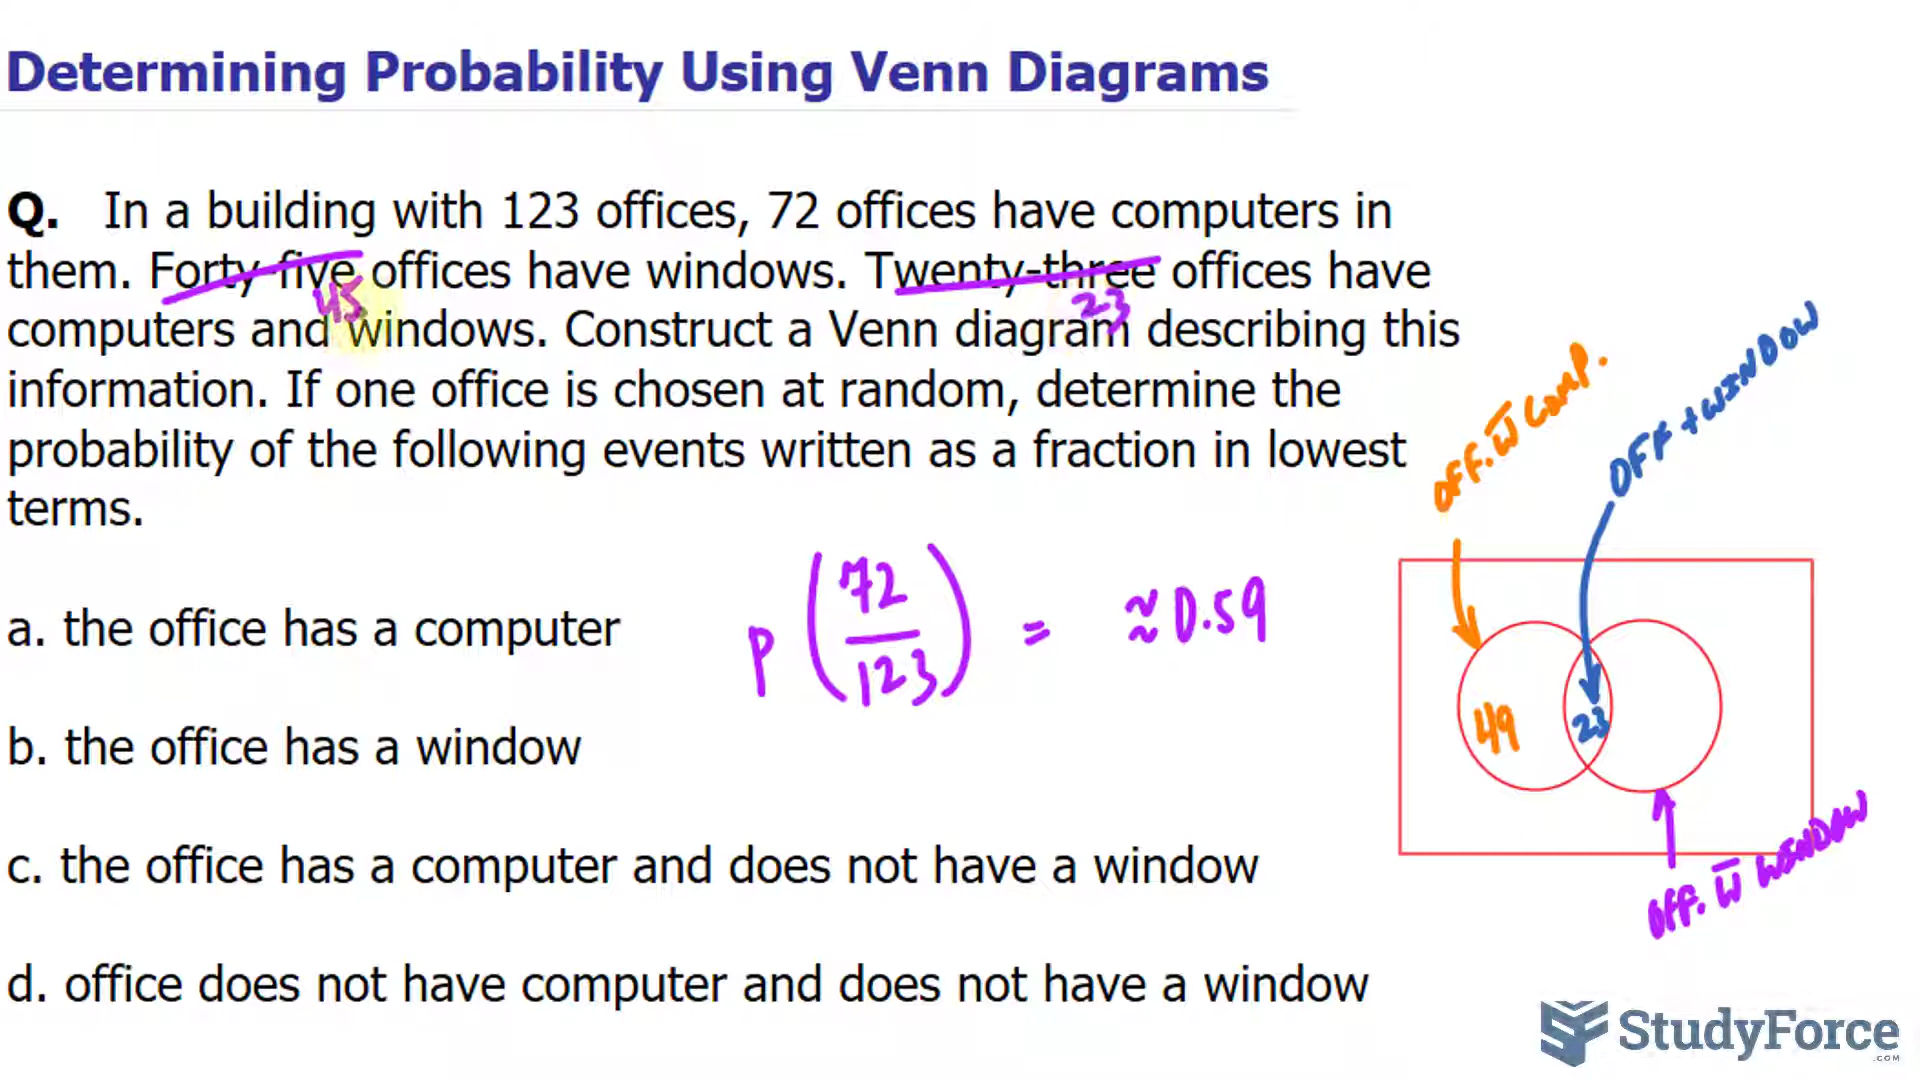 Determining Probability Using Venn Diagrams
Q. In a building with 123 offices, 72 offices have computers in
them. Forty-five offices have windows. Twenty-three offices have
45 23
computers and windows. Construct a Venn diagram describing this
information. If one office is chosen at random, determine the
probability of the following events written as a fraction in lowest
terms.
OFF. w̅ COMP.
OFF + WINDOW
a. the office has a computer
P (72/123) = ≈ 0.59
49 23
b. the office has a window
c. the office has a computer and does not have a window
OFF. w̅ WINDOW
d. office does not have computer and does not have a window
StudyForce
.COM